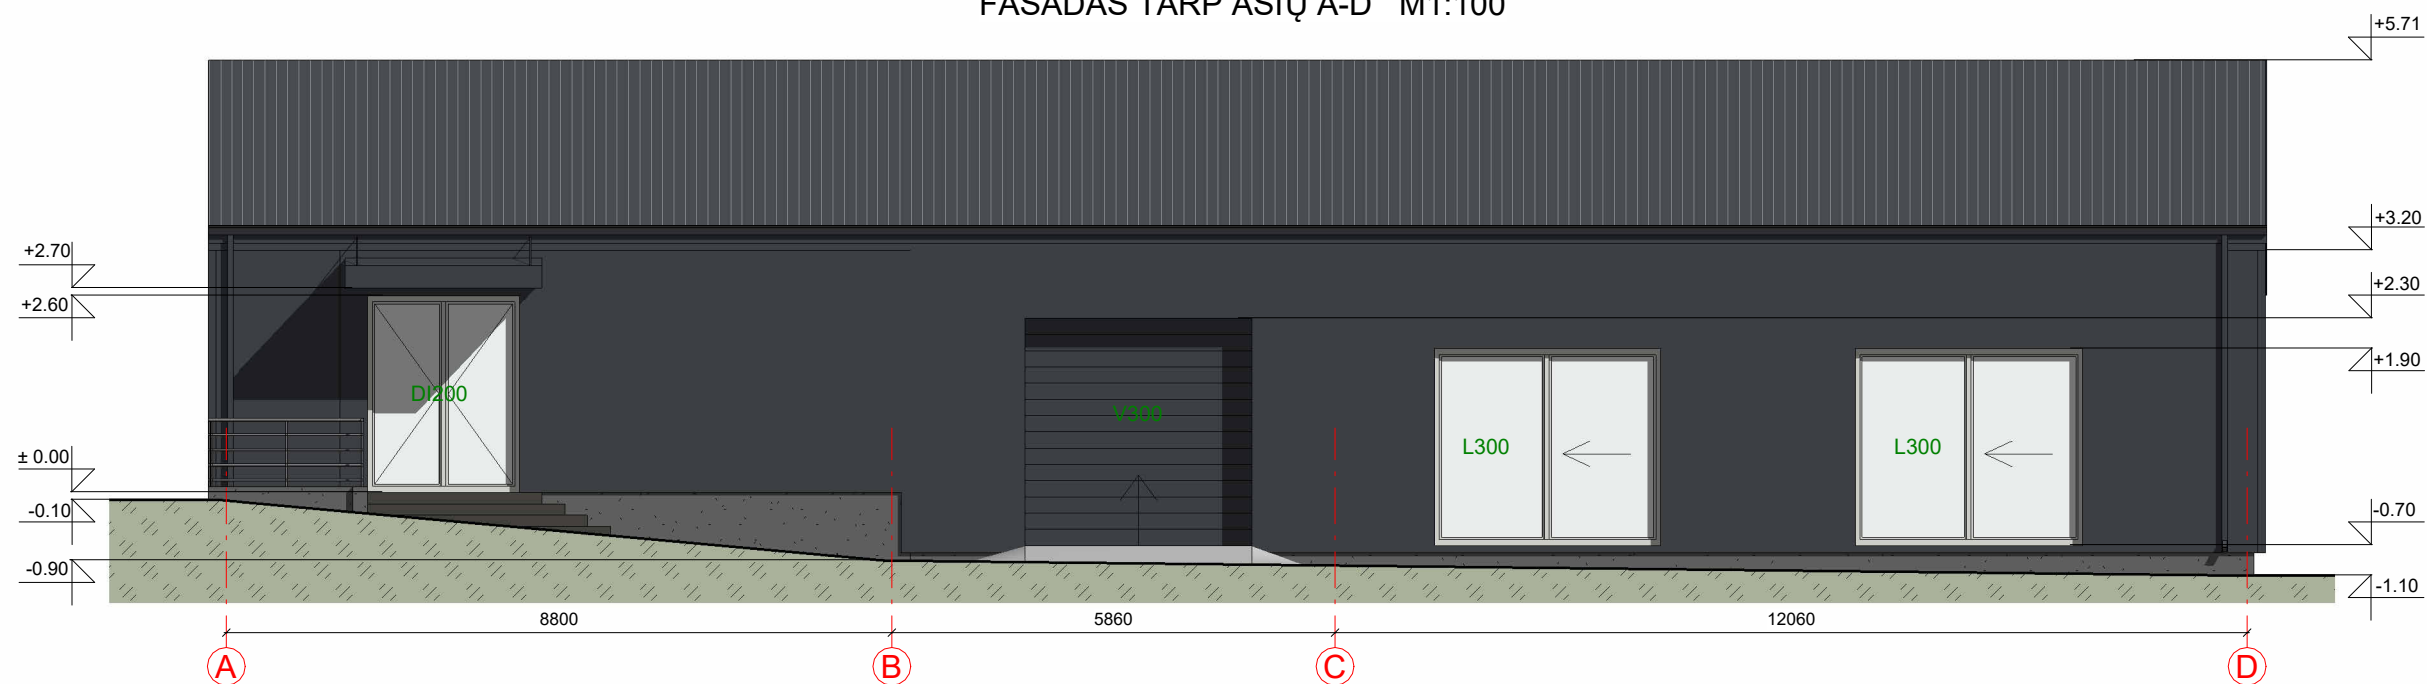 FASADAS TARP AŠIŲ A-D M1:100
+5.71
+3.20
+2.70
+2.60
+2.30
+1.90
DI200
V300
L300
L300
± 0.00
-0.10
-0.70
-0.90
-1.10
8800
5860
12060
A
B
C
D